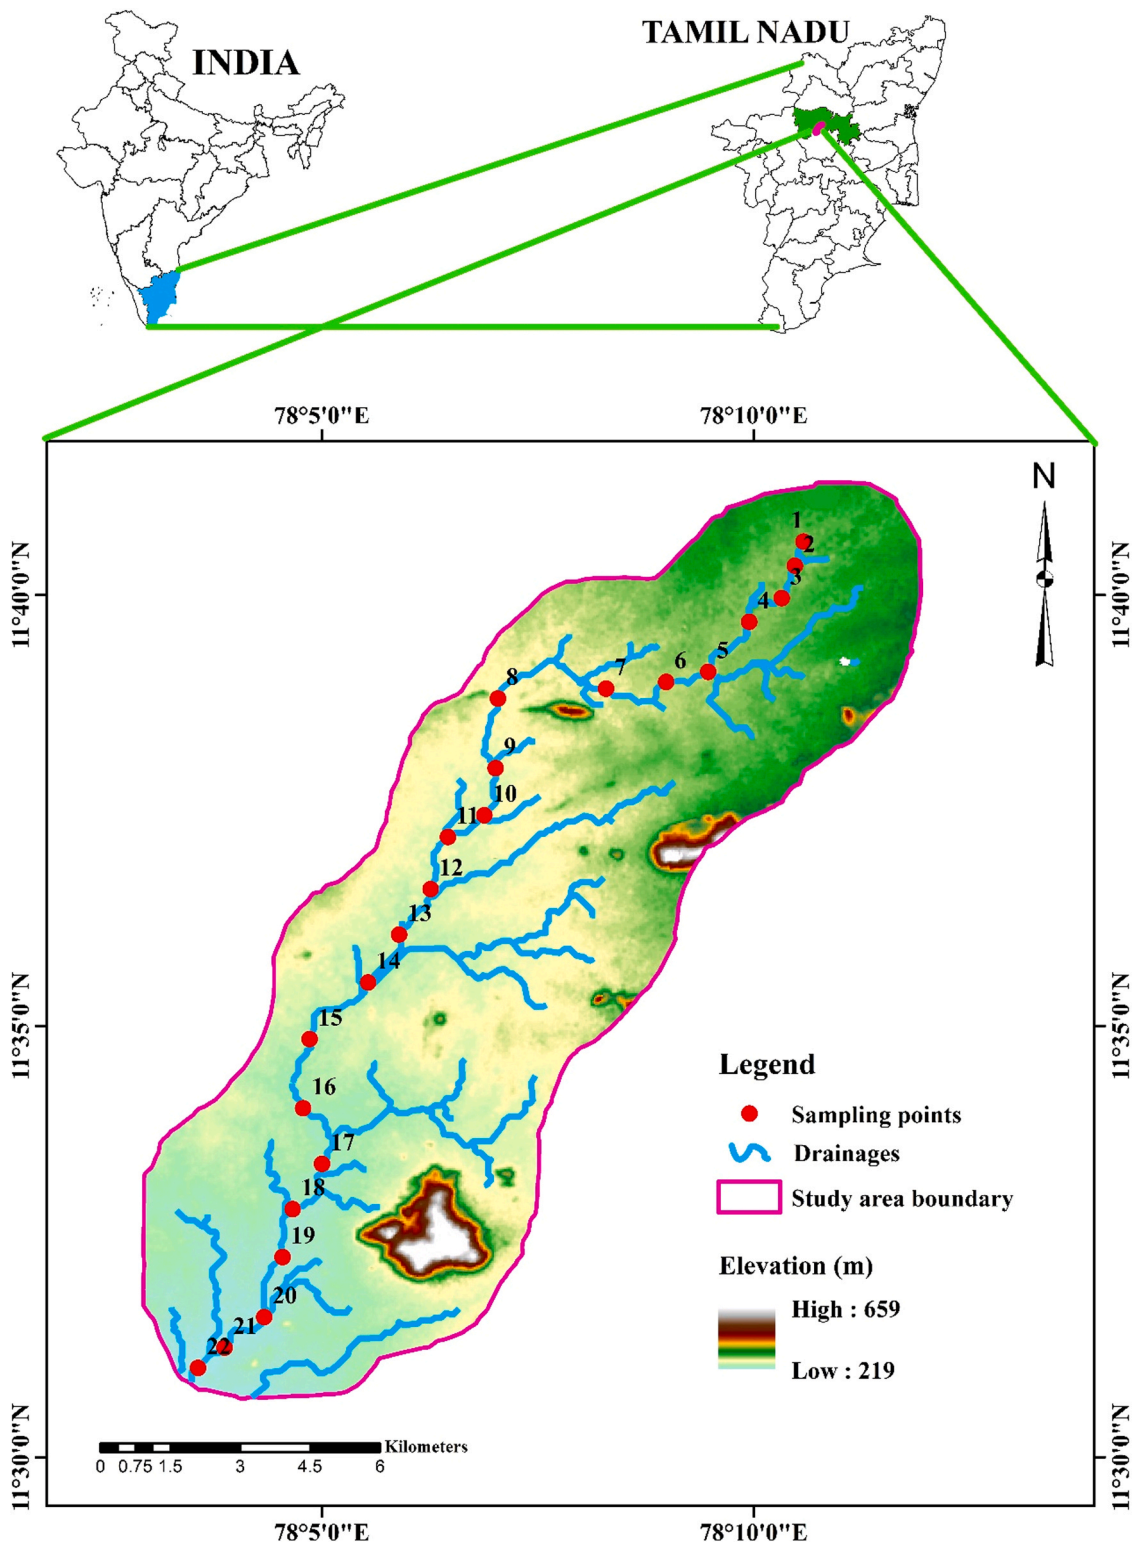 INDIA
TAMIL NADU
78°5'0"E
78°10'0"E
N
11°40'0"N
11°40'0"N
1
2
3
4
5
6
7
8
9
10
11
12
13
14
11°35'0"N
11°35'0"N
15
16
17
18
19
20
21
22
Legend
Sampling points
Drainages
Study area boundary
Elevation (m)
High : 659
Low : 219
Kilometers
0 0.75 1.5 3 4.5 6
11°30'0"N
11°30'0"N
78°5'0"E
78°10'0"E